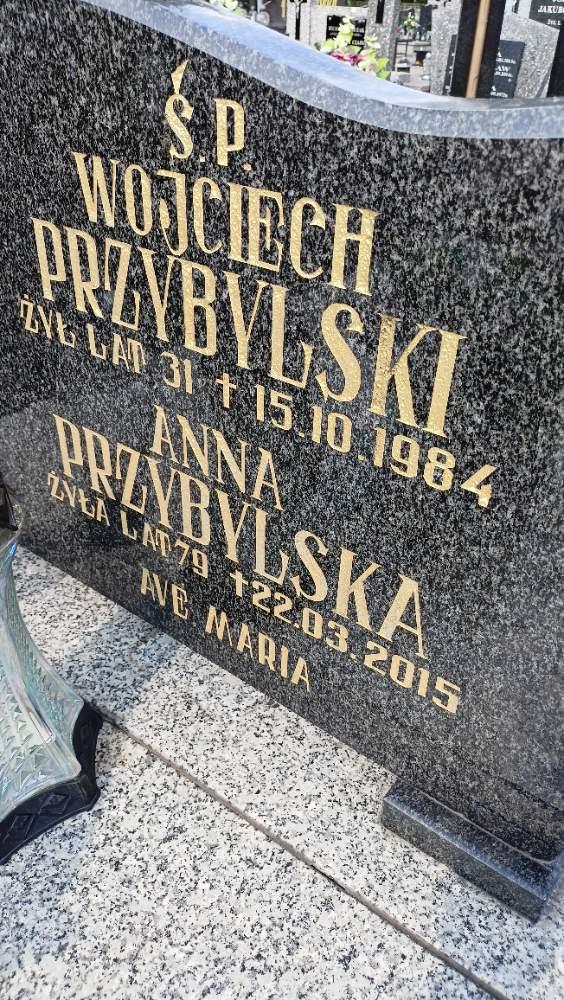 Ś.P.
WOJCIECH
PRZYBYLSKI
ŻYŁ LAT 31 † 15.10.1984
ANNA
PRZYBYLSKA
ŻYŁA LAT 79 † 22.03.2015
AVE MARIA